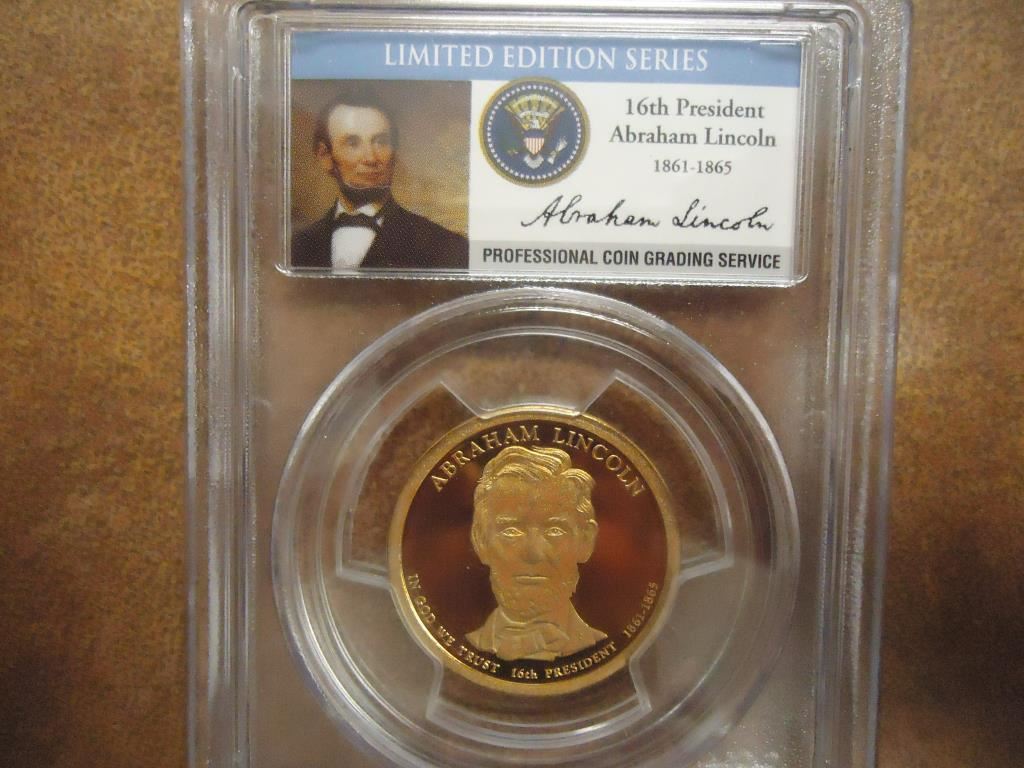 LIMITED EDITION SERIES
16th President
Abraham Lincoln
1861-1865
Abraham Lincoln
PROFESSIONAL COIN GRADING SERVICE
ABRAHAM LINCOLN
IN GOD WE TRUST 16th PRESIDENT 1861-1865